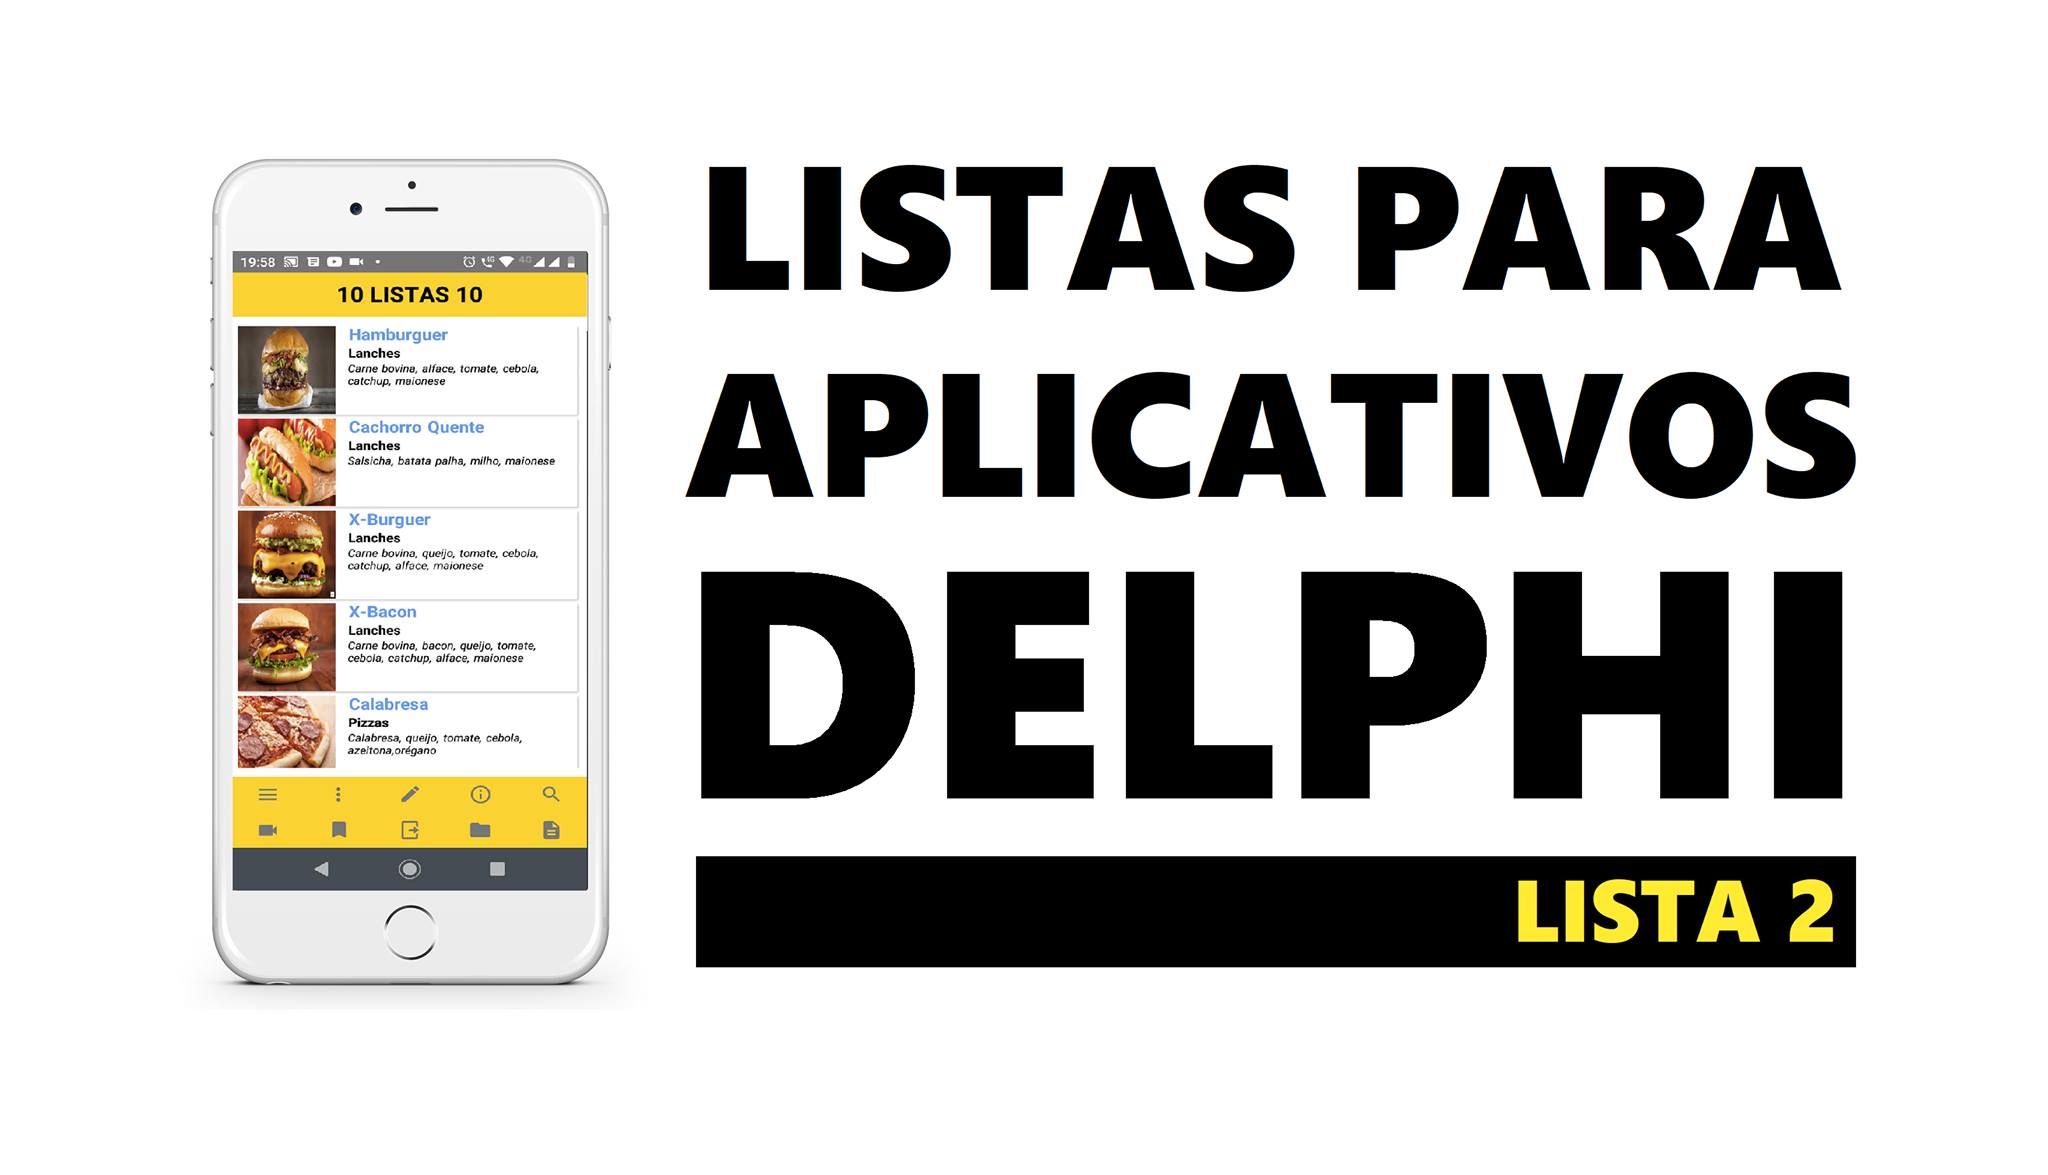 19:58
4G
4G
10 LISTAS 10
Hamburguer
Lanches
Carne bovina, alface, tomate, cebola,
catchup, maionese
Cachorro Quente
Lanches
Salsicha, batata palha, milho, maionese
X-Burguer
Lanches
Carne bovina, queijo, tomate, cebola,
catchup, alface, maionese
X-Bacon
Lanches
Carne bovina, bacon, queijo, tomate,
cebola, catchup, alface, maionese
Calabresa
Pizzas
Calabresa, queijo, tomate, cebola,
azeitona,orégano
LISTAS PARA
APLICATIVOS
DELPHI
LISTA 2